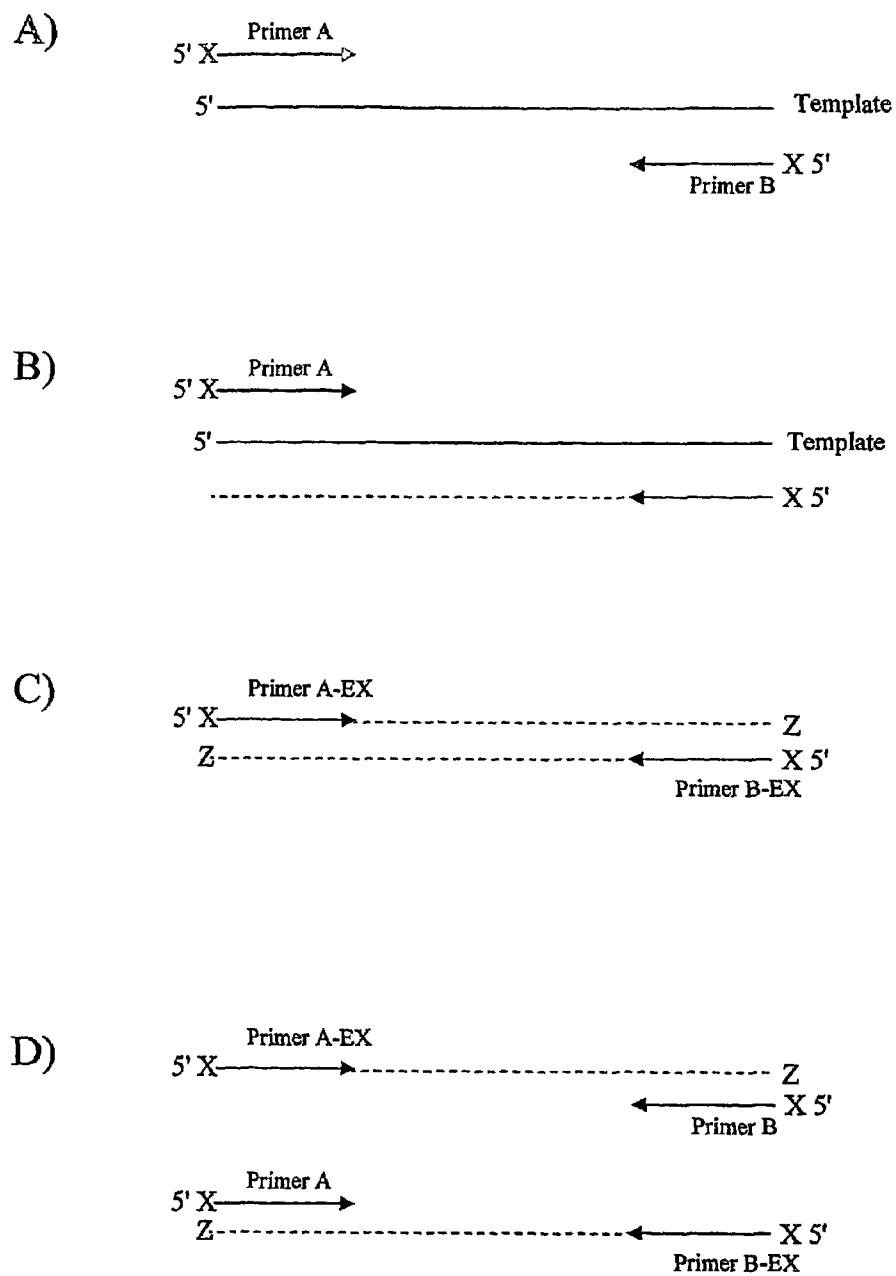 A)
Primer A
5' X
5'
Template
X 5'
Primer B
B)
Primer A
5' X
5'
Template
X 5'
C)
Primer A-EX
5' X
Z
Z
X 5'
Primer B-EX
D)
Primer A-EX
5' X
Z
X 5'
Primer B
Primer A
5' X
Z
X 5'
Primer B-EX